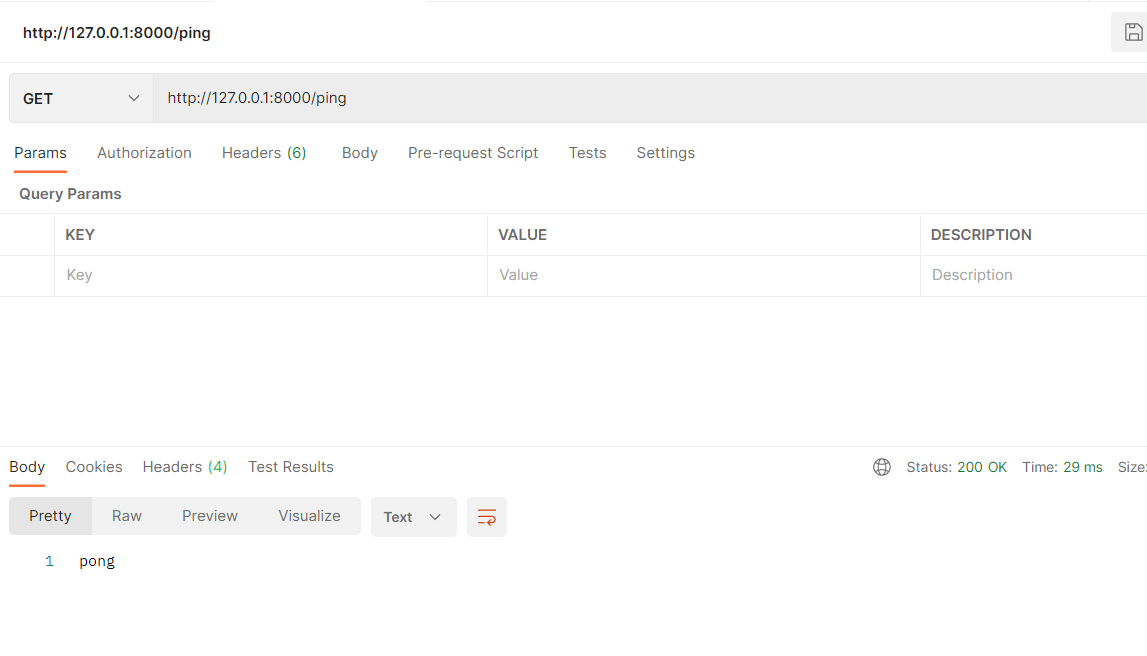 http://127.0.0.1:8000/ping
GET http://127.0.0.1:8000/ping
Params Authorization Headers (6) Body Pre-request Script Tests Settings
Query Params
KEY VALUE DESCRIPTION
Key Value Description
Body Cookies Headers (4) Test Results Status: 200 OK Time: 29 ms Size:
Pretty Raw Preview Visualize Text
1 pong